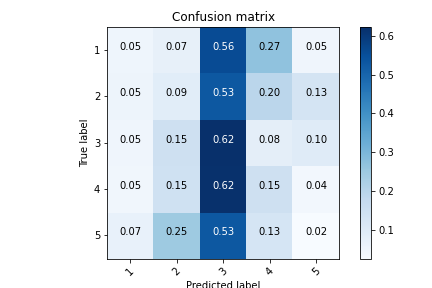 Confusion matrix
True label
1 0.05 0.07 0.56 0.27 0.05
2 0.05 0.09 0.53 0.20 0.13
3 0.05 0.15 0.62 0.08 0.10
4 0.05 0.15 0.62 0.15 0.04
5 0.07 0.25 0.53 0.13 0.02
1 2 3 4 5
Predicted label
0.6
0.5
0.4
0.3
0.2
0.1